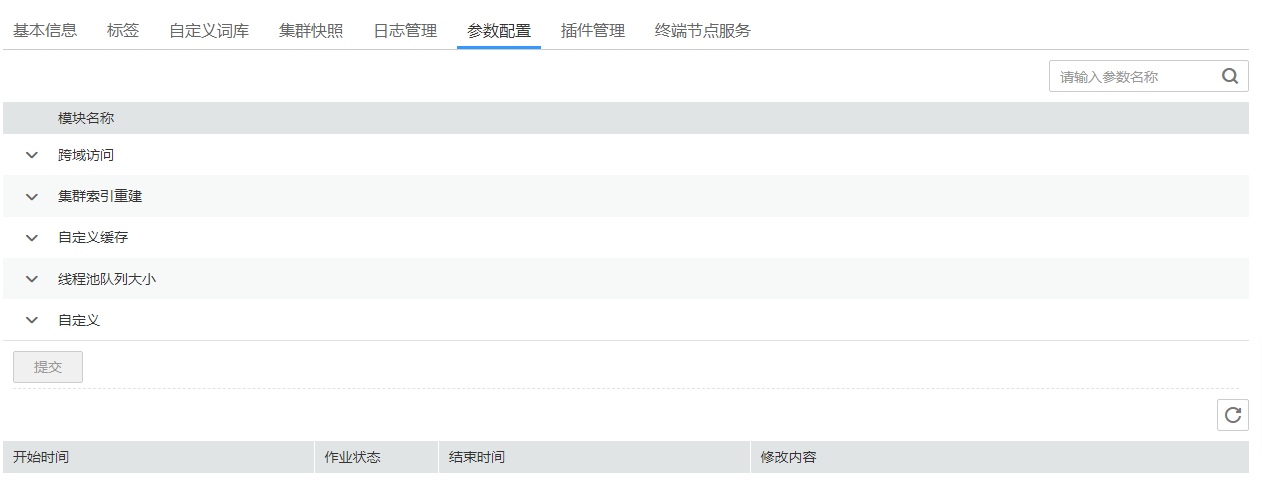 基本信息 标签 自定义词库 集群快照 日志管理 参数配置 插件管理 终端节点服务
请输入参数名称
模块名称
跨域访问
集群索引重建
自定义缓存
线程池队列大小
自定义
提交
开始时间 作业状态 结束时间 修改内容